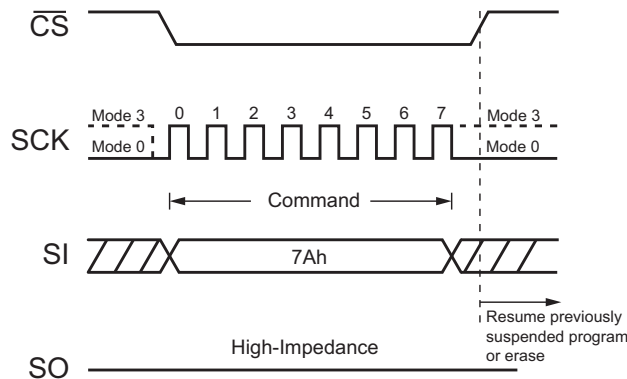 CS
Mode 3 0 1 2 3 4 5 6 7 Mode 3
SCK
Mode 0 Mode 0
Command
SI
7Ah
Resume previously
suspended program
or erase
High-Impedance
SO